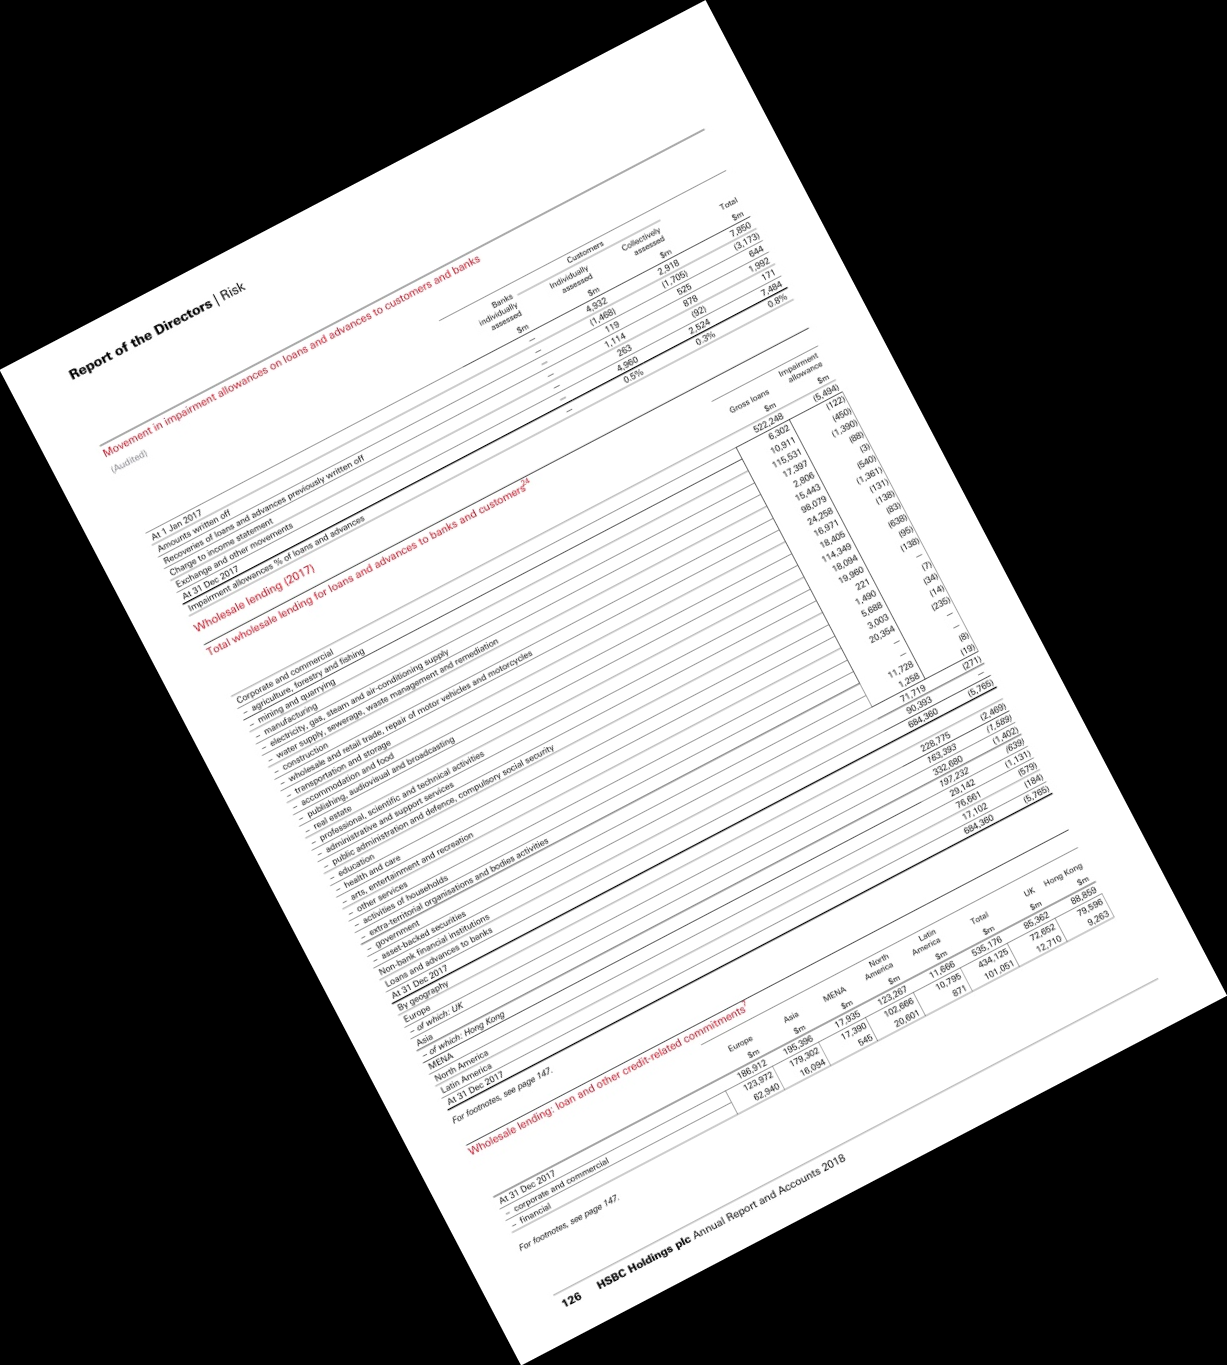 Report of the Directors | Risk
Movement in impairment allowances on loans and advances to customers and banks
(Audited)
Customers
Banks individually assessed Individually assessed Collectively assessed Total
$m $m $m $m
At 1 Jan 2017 – 4,932 2,918 7,850
Amounts written off – (1,468) (1,705) (3,173)
Recoveries of loans and advances previously written off – 119 525 644
Charge to income statement – 1,114 878 1,992
Exchange and other movements – 263 (92) 171
At 31 Dec 2017 – 4,960 2,524 7,484
Impairment allowances % of loans and advances – 0.5% 0.3% 0.8%
Wholesale lending (2017)
Total wholesale lending for loans and advances to banks and customers24
Gross loans Impairment allowance
$m $m
Corporate and commercial 522,248 (5,494)
– agriculture, forestry and fishing 6,302 (122)
– mining and quarrying 10,911 (450)
– manufacturing 115,531 (1,390)
– electricity, gas, steam and air-conditioning supply 17,397 (88)
– water supply, sewerage, waste management and remediation 2,806 (3)
– construction 15,443 (540)
– wholesale and retail trade, repair of motor vehicles and motorcycles 98,079 (1,361)
– transportation and storage 24,258 (131)
– accommodation and food 16,971 (138)
– publishing, audiovisual and broadcasting 18,405 (83)
– real estate 114,349 (638)
– professional, scientific and technical activities 18,094 (95)
– administrative and support services 19,960 (138)
– public administration and defence, compulsory social security 221 –
– education 1,490 (7)
– health and care 5,688 (34)
– arts, entertainment and recreation 3,003 (14)
– other services 20,354 (235)
– activities of households – –
– extra-territorial organisations and bodies activities – –
– government 11,728 (8)
– asset-backed securities 1,258 (19)
Non-bank financial institutions 71,719 (271)
Loans and advances to banks 90,393 –
At 31 Dec 2017 684,360 (5,765)
By geography
Europe 228,775 (2,469)
– of which: UK 163,393 (1,589)
Asia 332,680 (1,402)
– of which: Hong Kong 197,232 (639)
MENA 29,142 (1,131)
North America 76,661 (579)
Latin America 17,102 (184)
At 31 Dec 2017 684,360 (5,765)
For footnotes, see page 147.
Wholesale lending: loan and other credit-related commitments7
Europe Asia MENA North America Latin America Total UK Hong Kong
$m $m $m $m $m $m $m $m
At 31 Dec 2017 186,912 195,396 17,935 123,267 11,666 535,176 85,362 88,859
– corporate and commercial 123,972 179,302 17,390 102,666 10,795 434,125 72,652 79,596
– financial 62,940 16,094 545 20,601 871 101,051 12,710 9,263
For footnotes, see page 147.
126 HSBC Holdings plc Annual Report and Accounts 2018